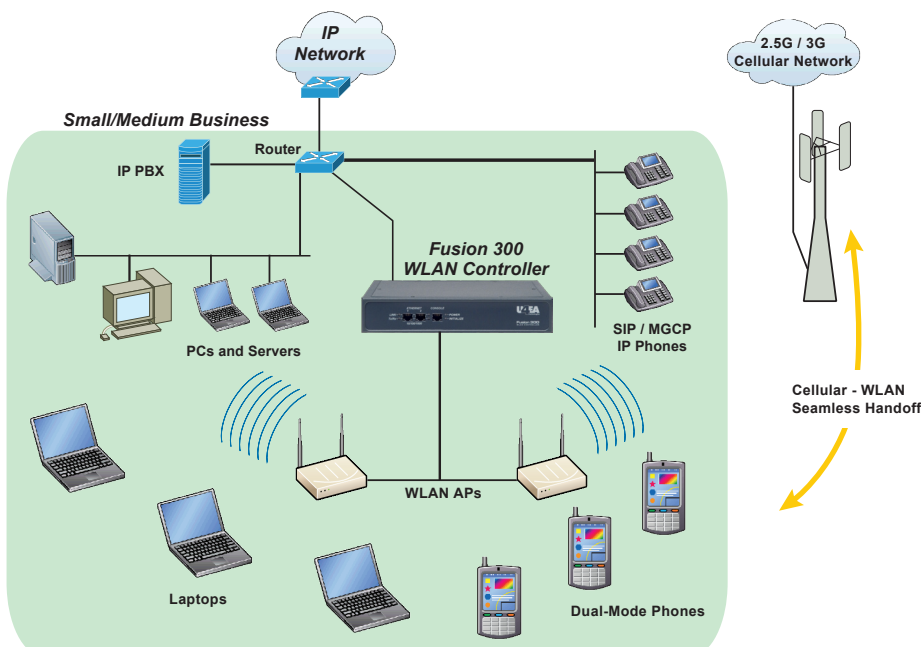 IP
Network
2.5G / 3G
Cellular Network
Small/Medium Business
Router
IP PBX
Fusion 300
WLAN Controller
SIP / MGCP
IP Phones
PCs and Servers
Cellular - WLAN
Seamless Handoff
WLAN APs
Laptops
Dual-Mode Phones